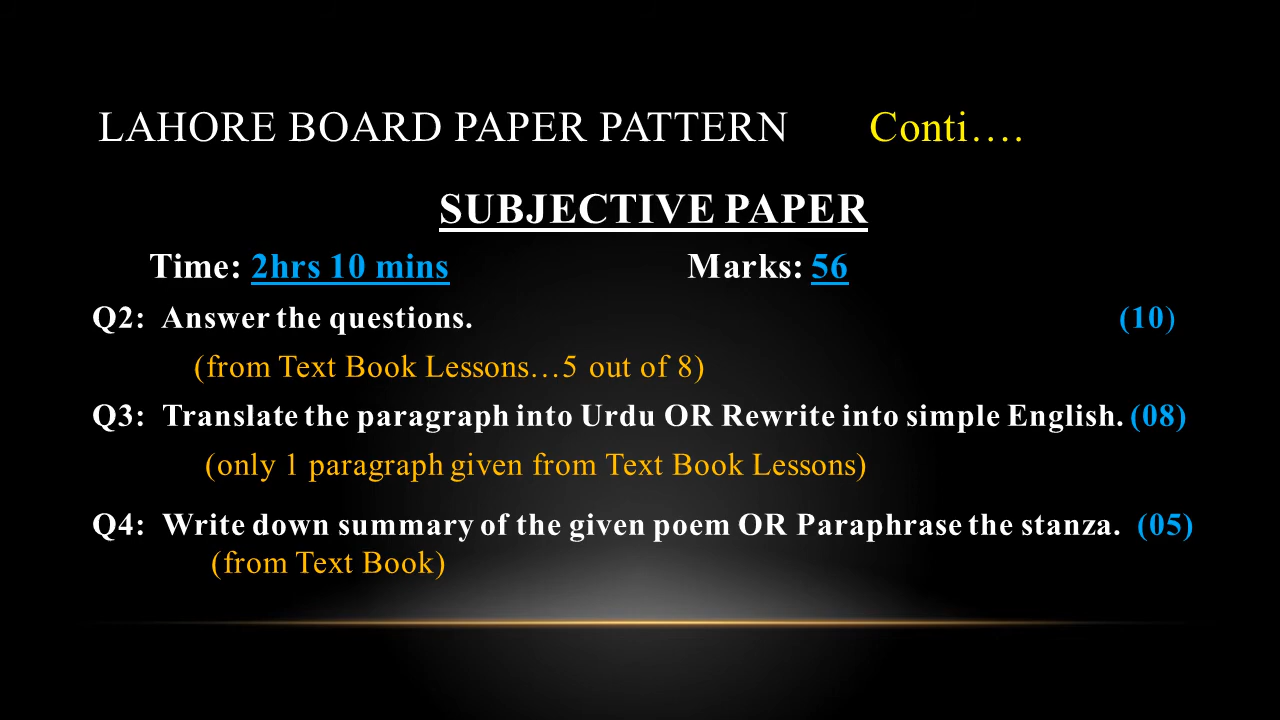 LAHORE BOARD PAPER PATTERN Conti….
SUBJECTIVE PAPER
Time: 2hrs 10 mins Marks: 56
Q2: Answer the questions. (10)
(from Text Book Lessons…5 out of 8)
Q3: Translate the paragraph into Urdu OR Rewrite into simple English. (08)
(only 1 paragraph given from Text Book Lessons)
Q4: Write down summary of the given poem OR Paraphrase the stanza. (05)
(from Text Book)